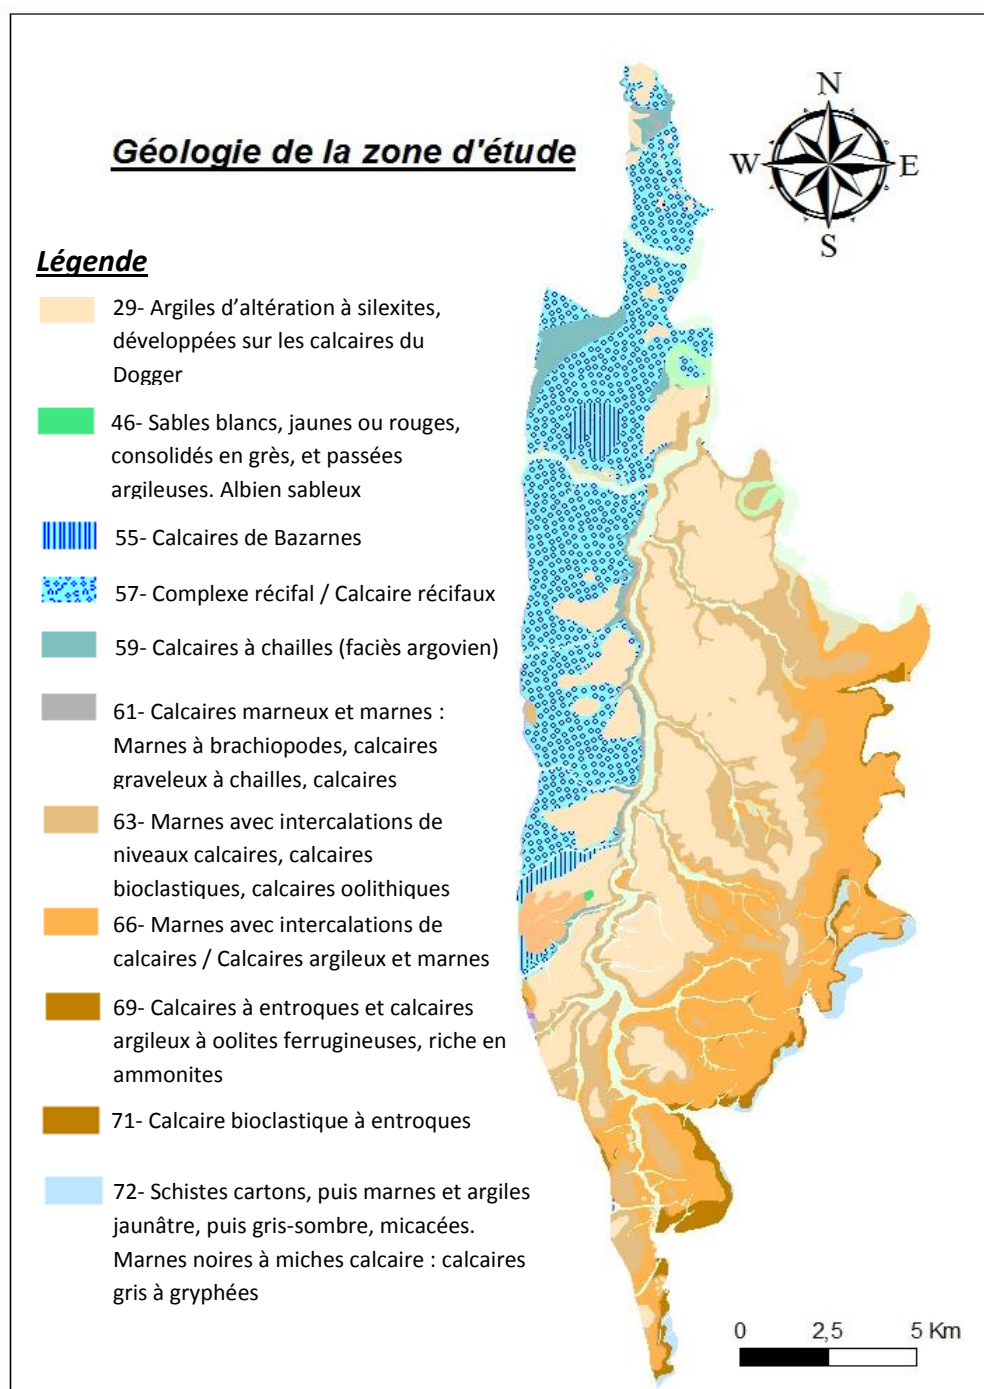 Géologie de la zone d'étude
N
W
E
S
Légende
29- Argiles d’altération à silexites,
développées sur les calcaires du
Dogger
46- Sables blancs, jaunes ou rouges,
consolidés en grès, et passées
argileuses. Albien sableux
55- Calcaires de Bazarnes
57- Complexe récifal / Calcaire récifaux
59- Calcaires à chailles (faciès argovien)
61- Calcaires marneux et marnes :
Marnes à brachiopodes, calcaires
graveleux à chailles, calcaires
63- Marnes avec intercalations de
niveaux calcaires, calcaires
bioclastiques, calcaires oolithiques
66- Marnes avec intercalations de
calcaires / Calcaires argileux et marnes
69- Calcaires à entroques et calcaires
argileux à oolites ferrugineuses, riche en
ammonites
71- Calcaire bioclastique à entroques
72- Schistes cartons, puis marnes et argiles
jaunâtre, puis gris-sombre, micacées.
Marnes noires à miches calcaire : calcaires
gris à gryphées
0 2,5 5 Km